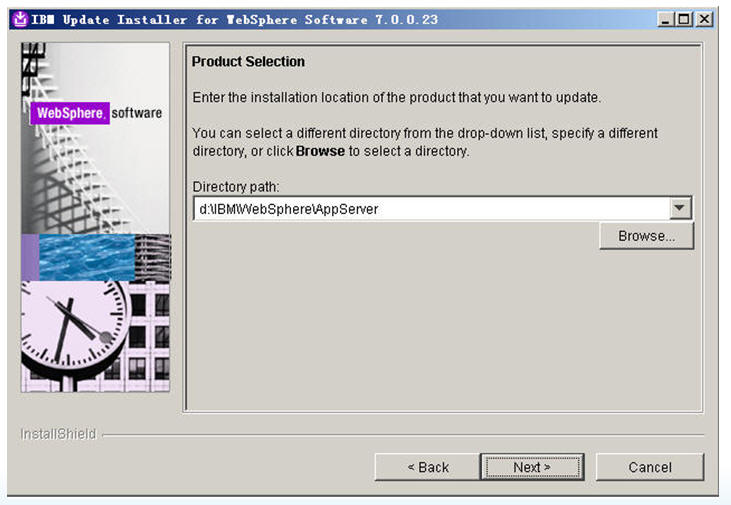 IBM Update Installer for WebSphere Software 7.0.0.23
WebSphere. software
Product Selection
Enter the installation location of the product that you want to update.
You can select a different directory from the drop-down list, specify a different
directory, or click Browse to select a directory.
Directory path:
d:\IBM\WebSphere\AppServer
Browse...
InstallShield
< Back
Next >
Cancel